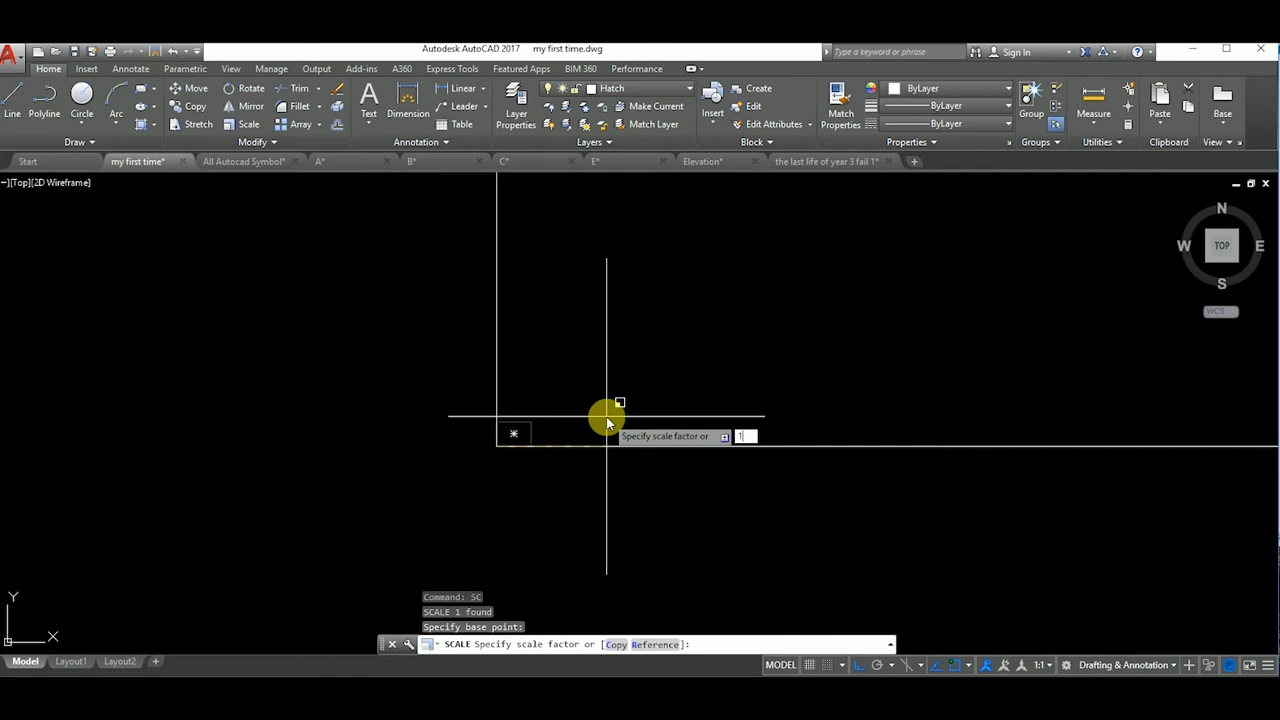 Autodesk AutoCAD 2017 my first time.dwg
Type a keyword or phrase
Sign In
Home Insert Annotate Parametric View Manage Output Add-ins A360 Express Tools Featured Apps BIM 360 Performance
Line Polyline Circle Arc
Move Rotate Trim
Copy Mirror Fillet
Stretch Scale Array
Text Dimension
Linear
Leader
Table
Layer Properties
Hatch
Make Current
Match Layer
Insert
Create
Edit
Edit Attributes
Match Properties
ByLayer
ByLayer
ByLayer
Group
Measure
Paste
Base
Draw Modify Annotation Layers Block Properties Groups Utilities Clipboard View
Start my first time* All Autocad Symbol* A* B* C* E* Elevation* the last life of year 3 fail 1*
–][Top][2D Wireframe]
N
W TOP E
S
WCS
Specify scale factor or 1
Command: SC
SCALE 1 found
Specify base point:
SCALE Specify scale factor or [Copy Reference]:
Y
X
Model Layout1 Layout2
MODEL 1:1 Drafting & Annotation